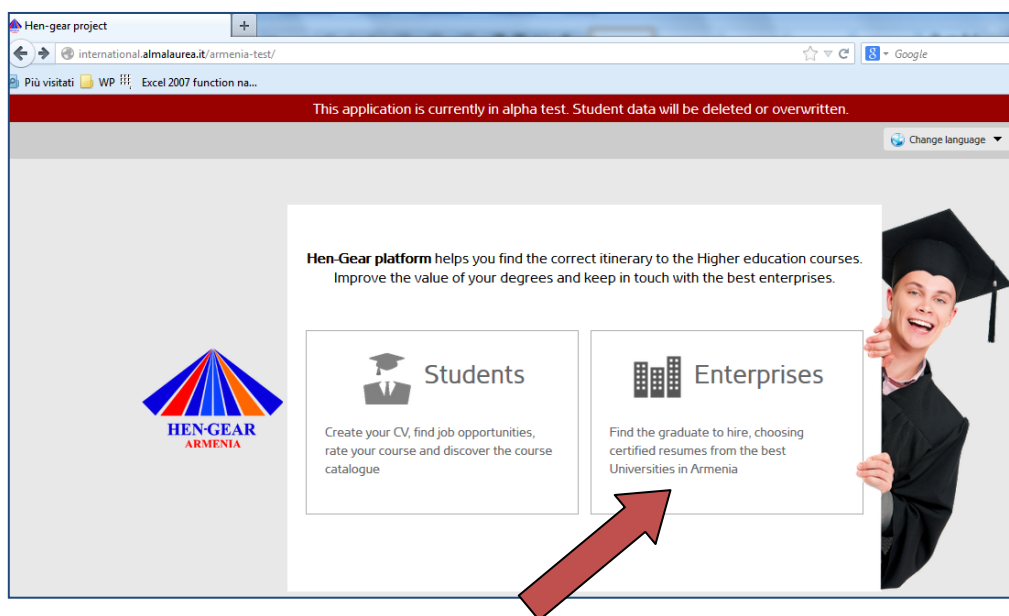 Hen-gear project
+
international.almalaurea.it/armenia-test/
8 Google
Più visitati WP Excel 2007 function na...
This application is currently in alpha test. Student data will be deleted or overwritten.
Change language
Hen-Gear platform helps you find the correct itinerary to the Higher education courses.
Improve the value of your degrees and keep in touch with the best enterprises.
HEN-GEAR
ARMENIA
Students
Create your CV, find job opportunities,
rate your course and discover the course
catalogue
Enterprises
Find the graduate to hire, choosing
certified resumes from the best
Universities in Armenia